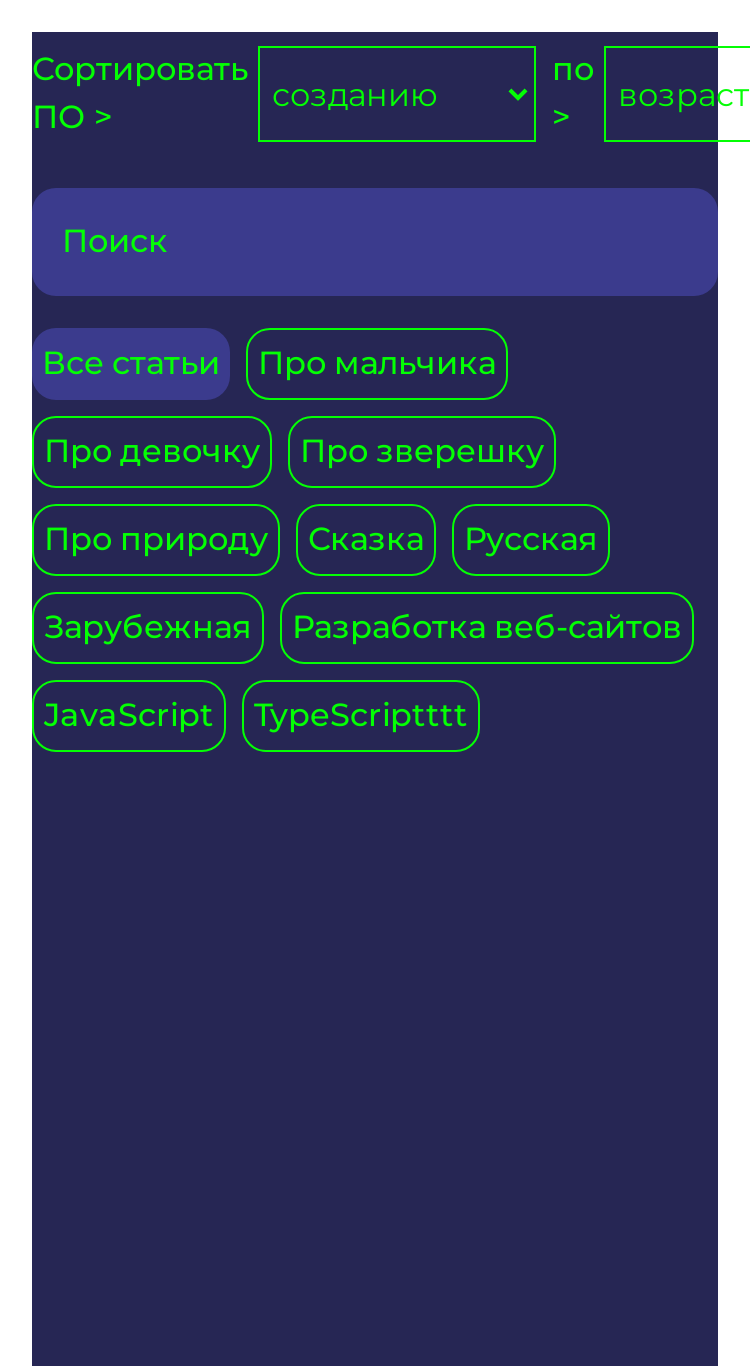 Сортировать ПО > созданию по > возраст
Поиск
Все статьи Про мальчика
Про девочку Про зверешку
Про природу Сказка Русская
Зарубежная Разработка веб-сайтов
JavaScript TypeScriptttt